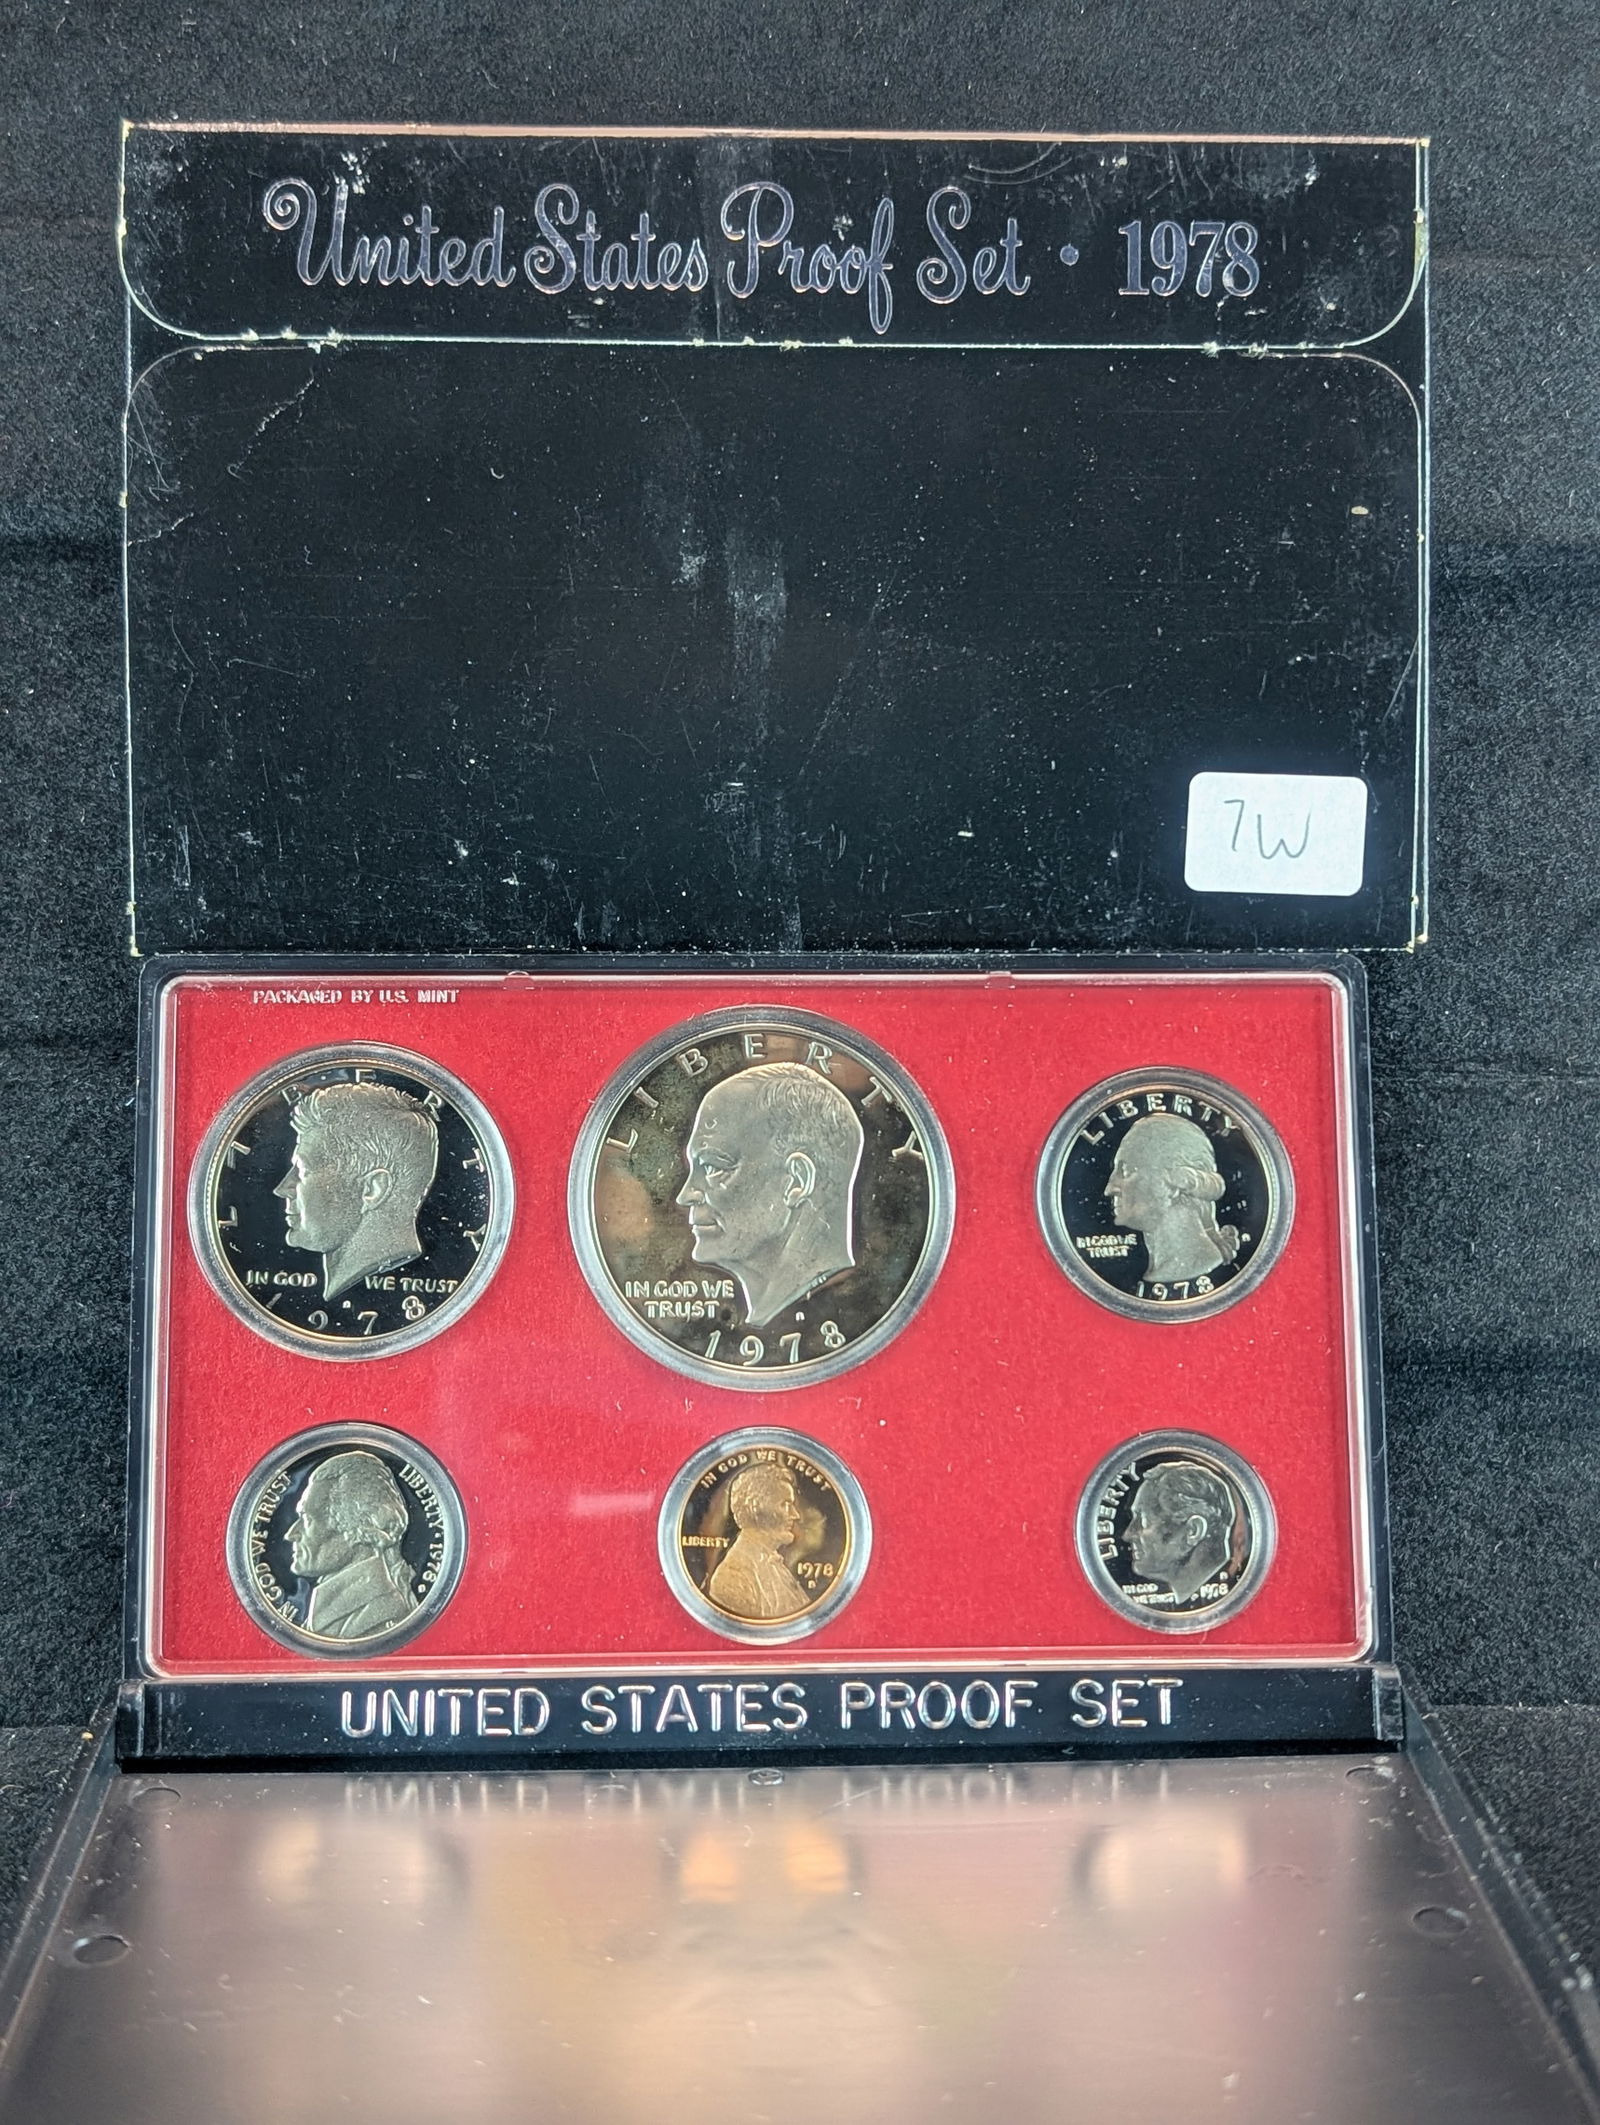 United States Proof Set • 1978
7W
PACKAGED BY U.S. MINT
LIBERTY
IN GOD WE TRUST
1978
LIBERTY
IN GOD WE
TRUST
1978
LIBERTY
IN GOD WE
TRUST
1978
IN GOD WE TRUST
LIBERTY • 1978
IN GOD WE TRUST
LIBERTY
1978
LIBERTY
IN GOD
WE TRUST
1978
UNITED STATES PROOF SET